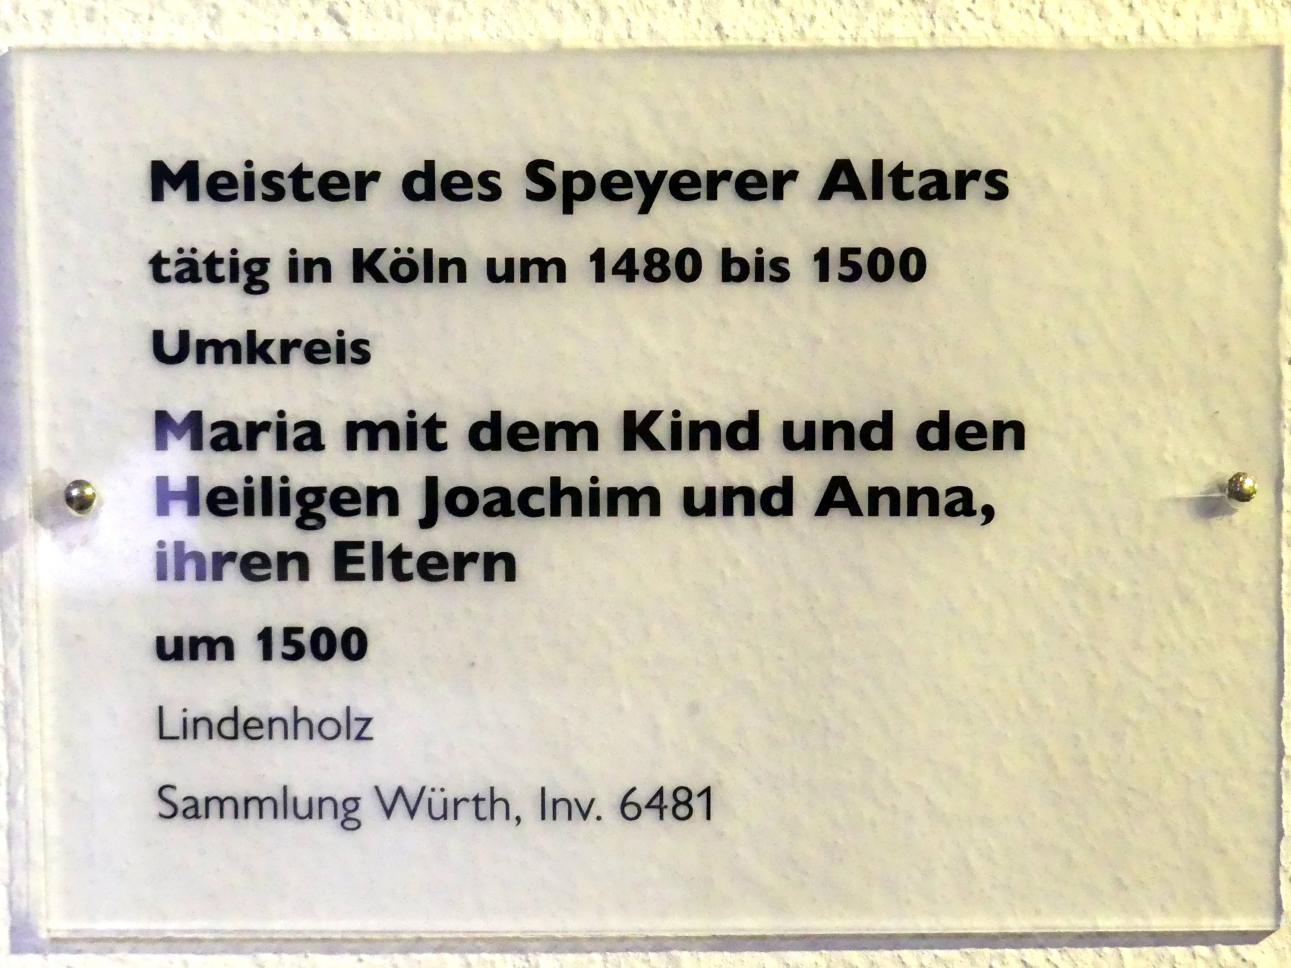 Meister des Speyerer Altars
tätig in Köln um 1480 bis 1500
Umkreis
Maria mit dem Kind und den
Heiligen Joachim und Anna,
ihren Eltern
um 1500
Lindenholz
Sammlung Würth, Inv. 6481